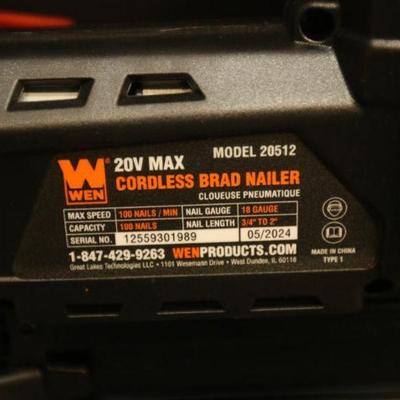 WEN
20V MAX MODEL 20512
CORDLESS BRAD NAILER
CLOUEUSE PNEUMATIQUE
MAX SPEED 100 NAILS / MIN NAIL GAUGE 18 GAUGE
CAPACITY 100 NAILS NAIL LENGTH 3/4" TO 2"
SERIAL NO. 12559301989 05/2024
1-847-429-9263 WENPRODUCTS.COM
Great Lakes Technologies LLC • 1101 Wesemann Drive • West Dundee, IL 60118
MADE IN CHINA
TYPE 1